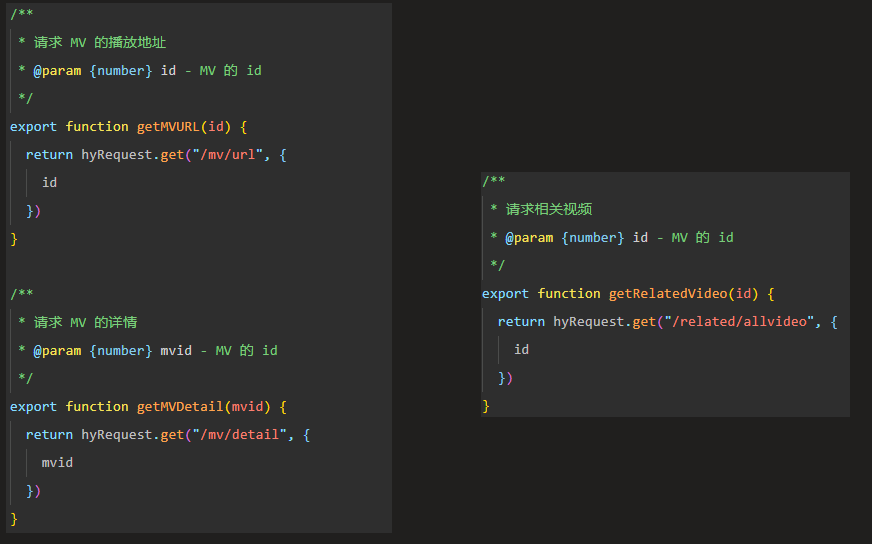 /**
 * 请求 MV 的播放地址
 * @param {number} id - MV 的 id
 */
export function getMVURL(id) {
  return hyRequest.get("/mv/url", {
    id
  })
}

/**
 * 请求 MV 的详情
 * @param {number} mvid - MV 的 id
 */
export function getMVDetail(mvid) {
  return hyRequest.get("/mv/detail", {
    mvid
  })
}

/**
 * 请求相关视频
 * @param {number} id - MV 的 id
 */
export function getRelatedVideo(id) {
  return hyRequest.get("/related/allvideo", {
    id
  })
}